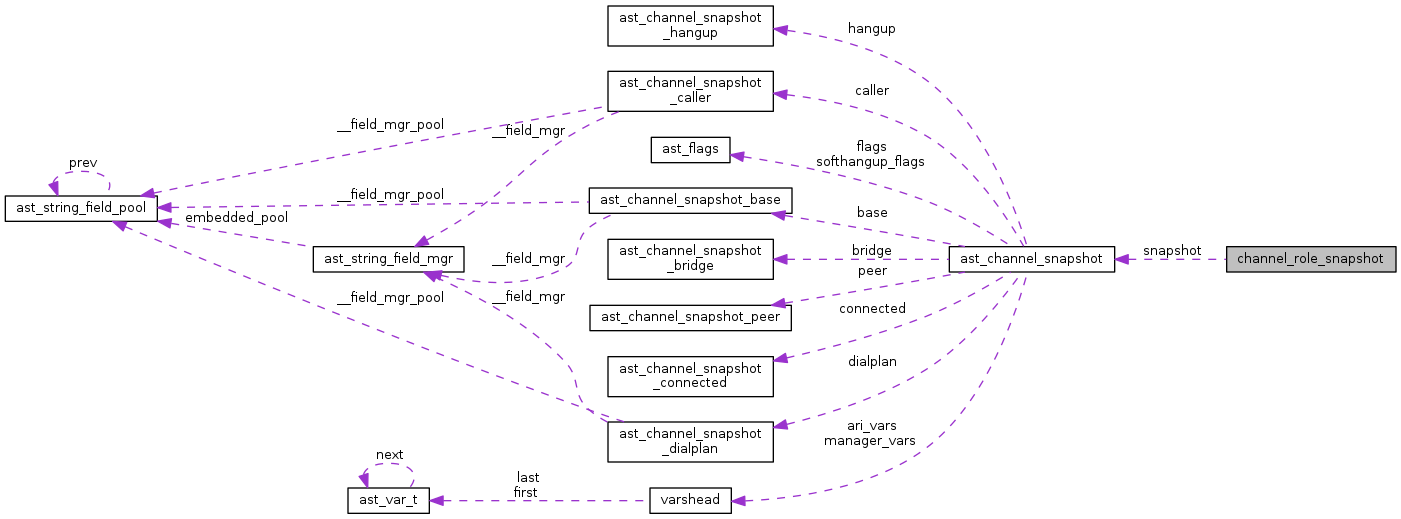 ast_channel_snapshot
_hangup
hangup
ast_channel_snapshot
_caller
caller
__field_mgr_pool
__field_mgr
ast_flags
flags
softhangup_flags
prev
ast_string_field_pool
__field_mgr_pool
ast_channel_snapshot_base
base
embedded_pool
ast_string_field_mgr
__field_mgr
ast_channel_snapshot
_bridge
bridge
ast_channel_snapshot
snapshot
channel_role_snapshot
peer
ast_channel_snapshot_peer
__field_mgr_pool
__field_mgr
connected
ast_channel_snapshot
_connected
dialplan
ast_channel_snapshot
_dialplan
ari_vars
manager_vars
next
ast_var_t
last
first
varshead